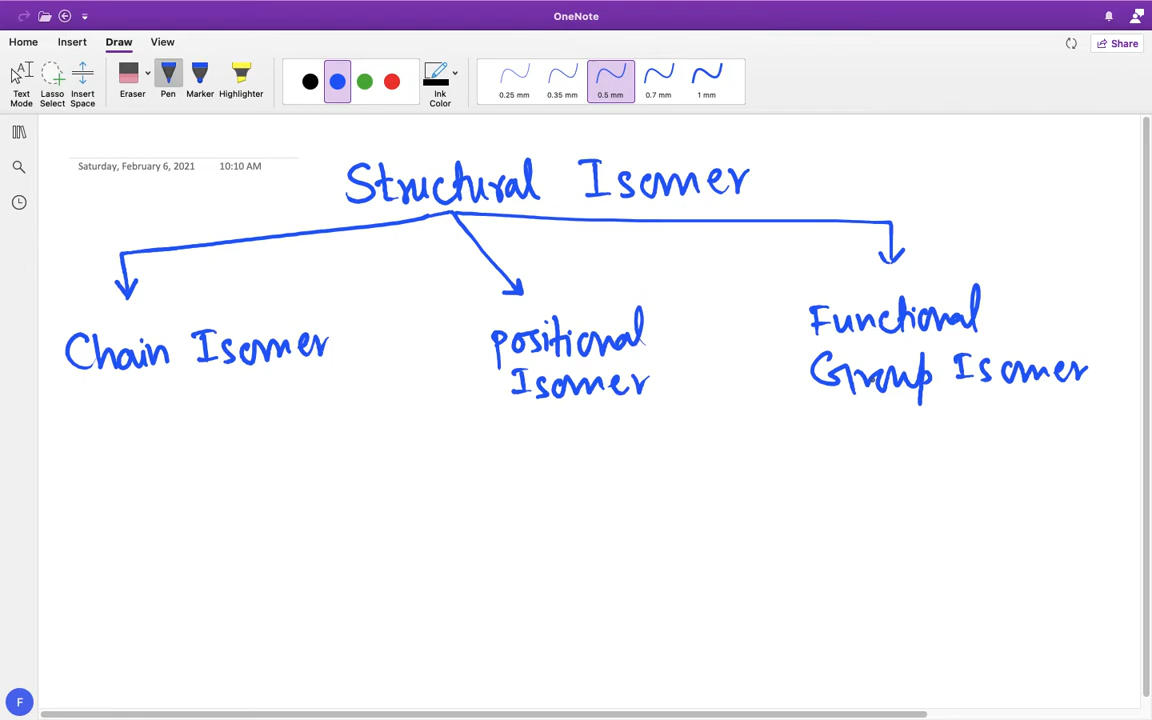 OneNote
Home Insert Draw View
Share
Text Mode
Lasso Select
Insert Space
Eraser
Pen
Marker
Highlighter
Ink Color
0.25 mm
0.35 mm
0.5 mm
0.7 mm
1 mm
Saturday, February 6, 2021 10:10 AM
Structural Isomer
Chain Isomer
Positional
Isomer
Functional
Group Isomer
F